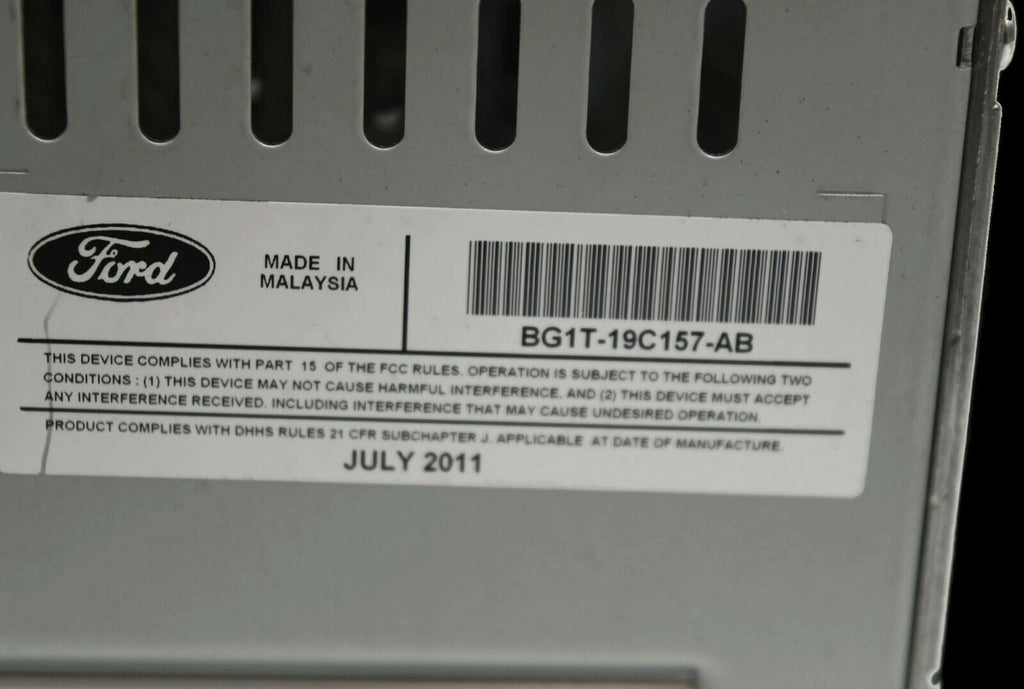 Ford
MADE IN
MALAYSIA
BG1T-19C157-AB
THIS DEVICE COMPLIES WITH PART 15 OF THE FCC RULES. OPERATION IS SUBJECT TO THE FOLLOWING TWO
CONDITIONS : (1) THIS DEVICE MAY NOT CAUSE HARMFUL INTERFERENCE, AND (2) THIS DEVICE MUST ACCEPT
ANY INTERFERENCE RECEIVED. INCLUDING INTERFERENCE THAT MAY CAUSE UNDESIRED OPERATION.
PRODUCT COMPLIES WITH DHHS RULES 21 CFR SUBCHAPTER J. APPLICABLE AT DATE OF MANUFACTURE.
JULY 2011